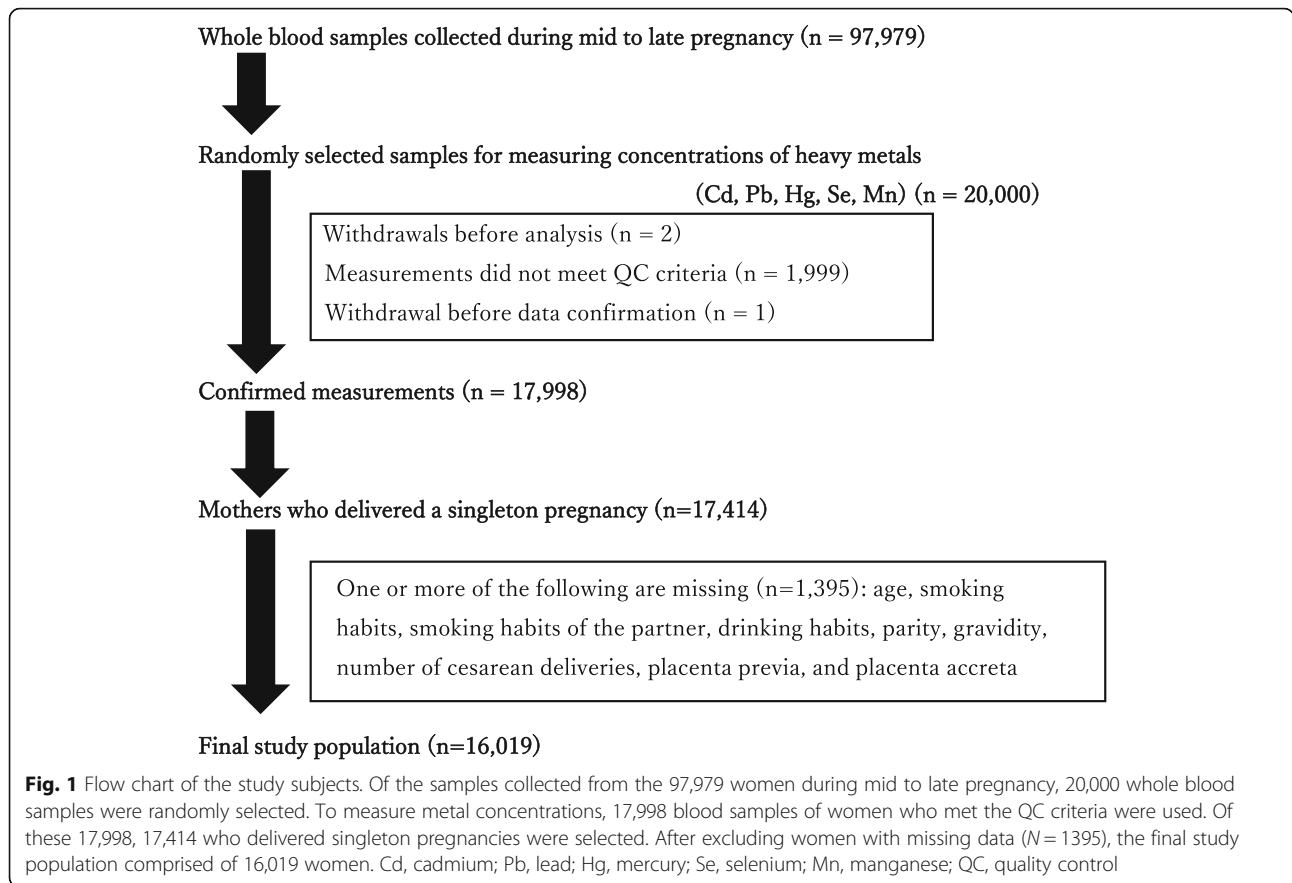 Whole blood samples collected during mid to late pregnancy (n = 97,979)
Randomly selected samples for measuring concentrations of heavy metals
(Cd, Pb, Hg, Se, Mn) (n = 20,000)
Withdrawals before analysis (n = 2)
Measurements did not meet QC criteria (n = 1,999)
Withdrawal before data confirmation (n = 1)
Confirmed measurements (n = 17,998)
Mothers who delivered a singleton pregnancy (n=17,414)
One or more of the following are missing (n=1,395): age, smoking
habits, smoking habits of the partner, drinking habits, parity, gravidity,
number of cesarean deliveries, placenta previa, and placenta accreta
Final study population (n=16,019)
Fig. 1 Flow chart of the study subjects. Of the samples collected from the 97,979 women during mid to late pregnancy, 20,000 whole blood
samples were randomly selected. To measure metal concentrations, 17,998 blood samples of women who met the QC criteria were used. Of
these 17,998, 17,414 who delivered singleton pregnancies were selected. After excluding women with missing data (N = 1395), the final study
population comprised of 16,019 women. Cd, cadmium; Pb, lead; Hg, mercury; Se, selenium; Mn, manganese; QC, quality control